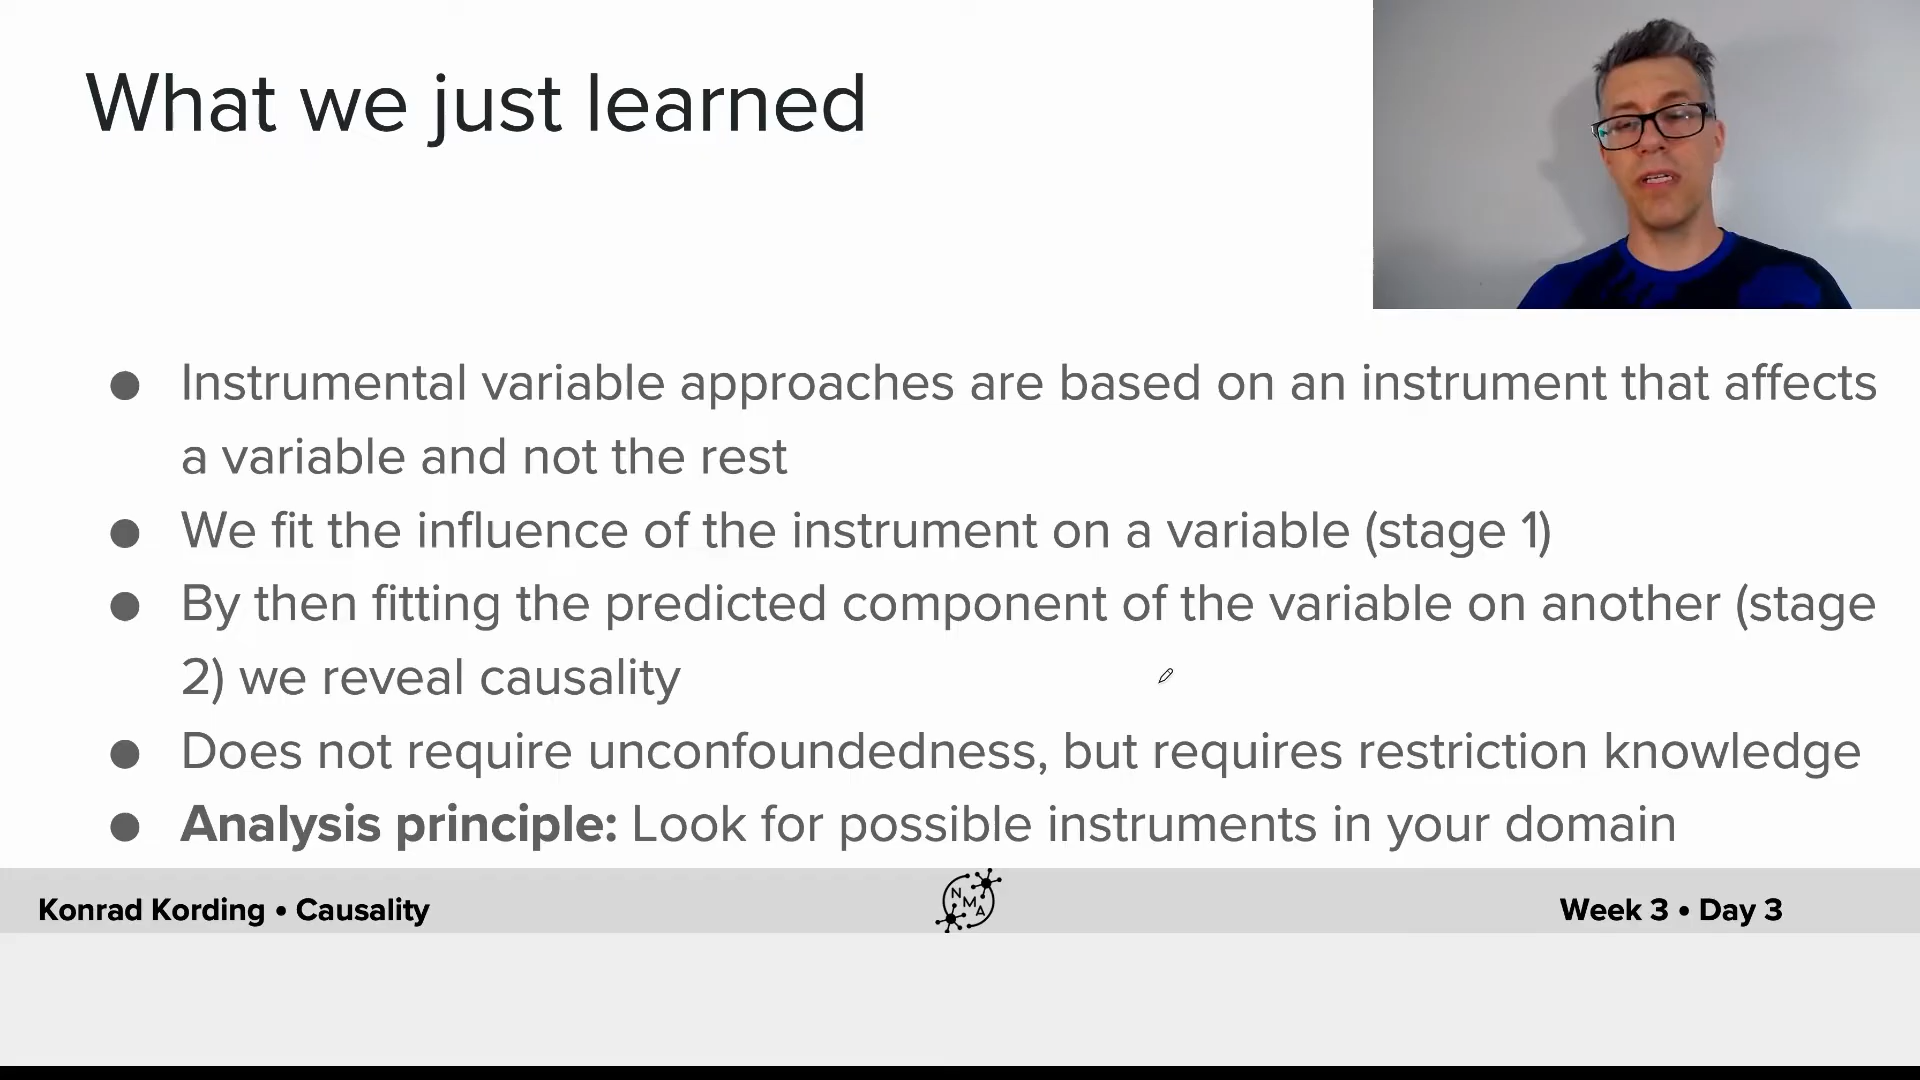 What we just learned
● Instrumental variable approaches are based on an instrument that affects
a variable and not the rest
● We fit the influence of the instrument on a variable (stage 1)
● By then fitting the predicted component of the variable on another (stage
2) we reveal causality
● Does not require unconfoundedness, but requires restriction knowledge
● Analysis principle: Look for possible instruments in your domain
Konrad Kording • Causality
N
M
A
Week 3 • Day 3